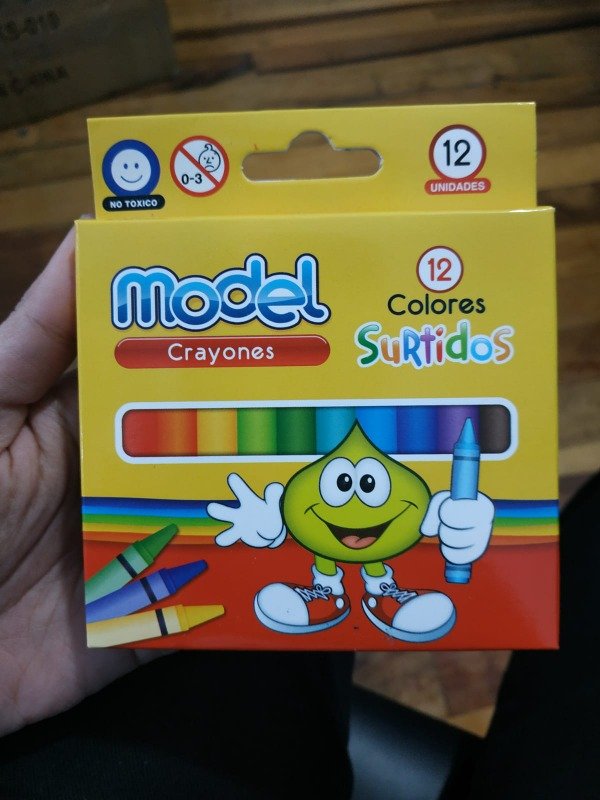 NO TOXICO
0-3
12
UNIDADES
model
Crayones
12
Colores
Surtidos